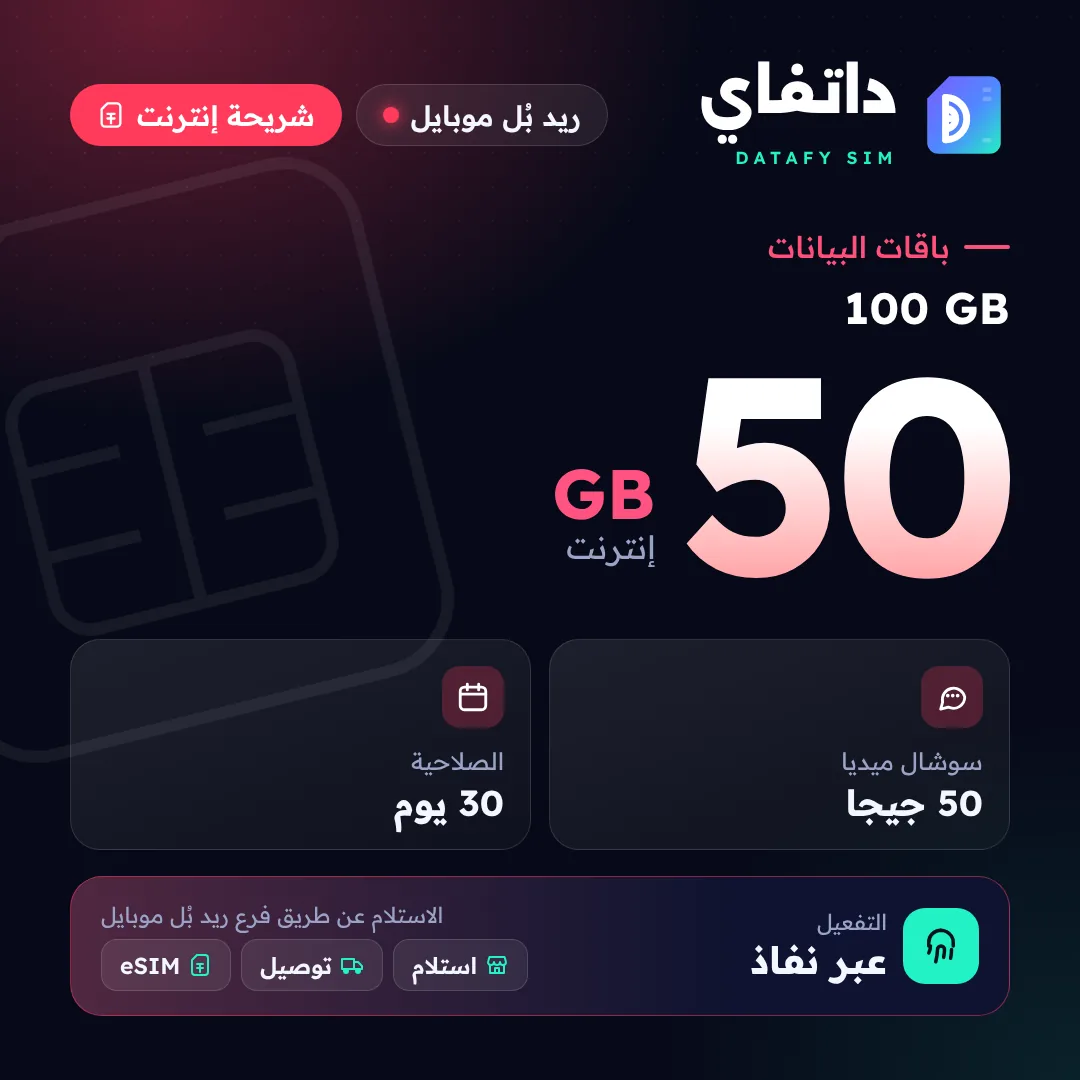 داتفاي
DATAFY SIM
ريد بُل موبايل
شريحة إنترنت
باقات البيانات
100 GB
50
GB
إنترنت
سوشال ميديا
50 جيجا
الصلاحية
30 يوم
التفعيل
عبر نفاذ
الاستلام عن طريق فرع ريد بُل موبايل
استلام
توصيل
eSIM